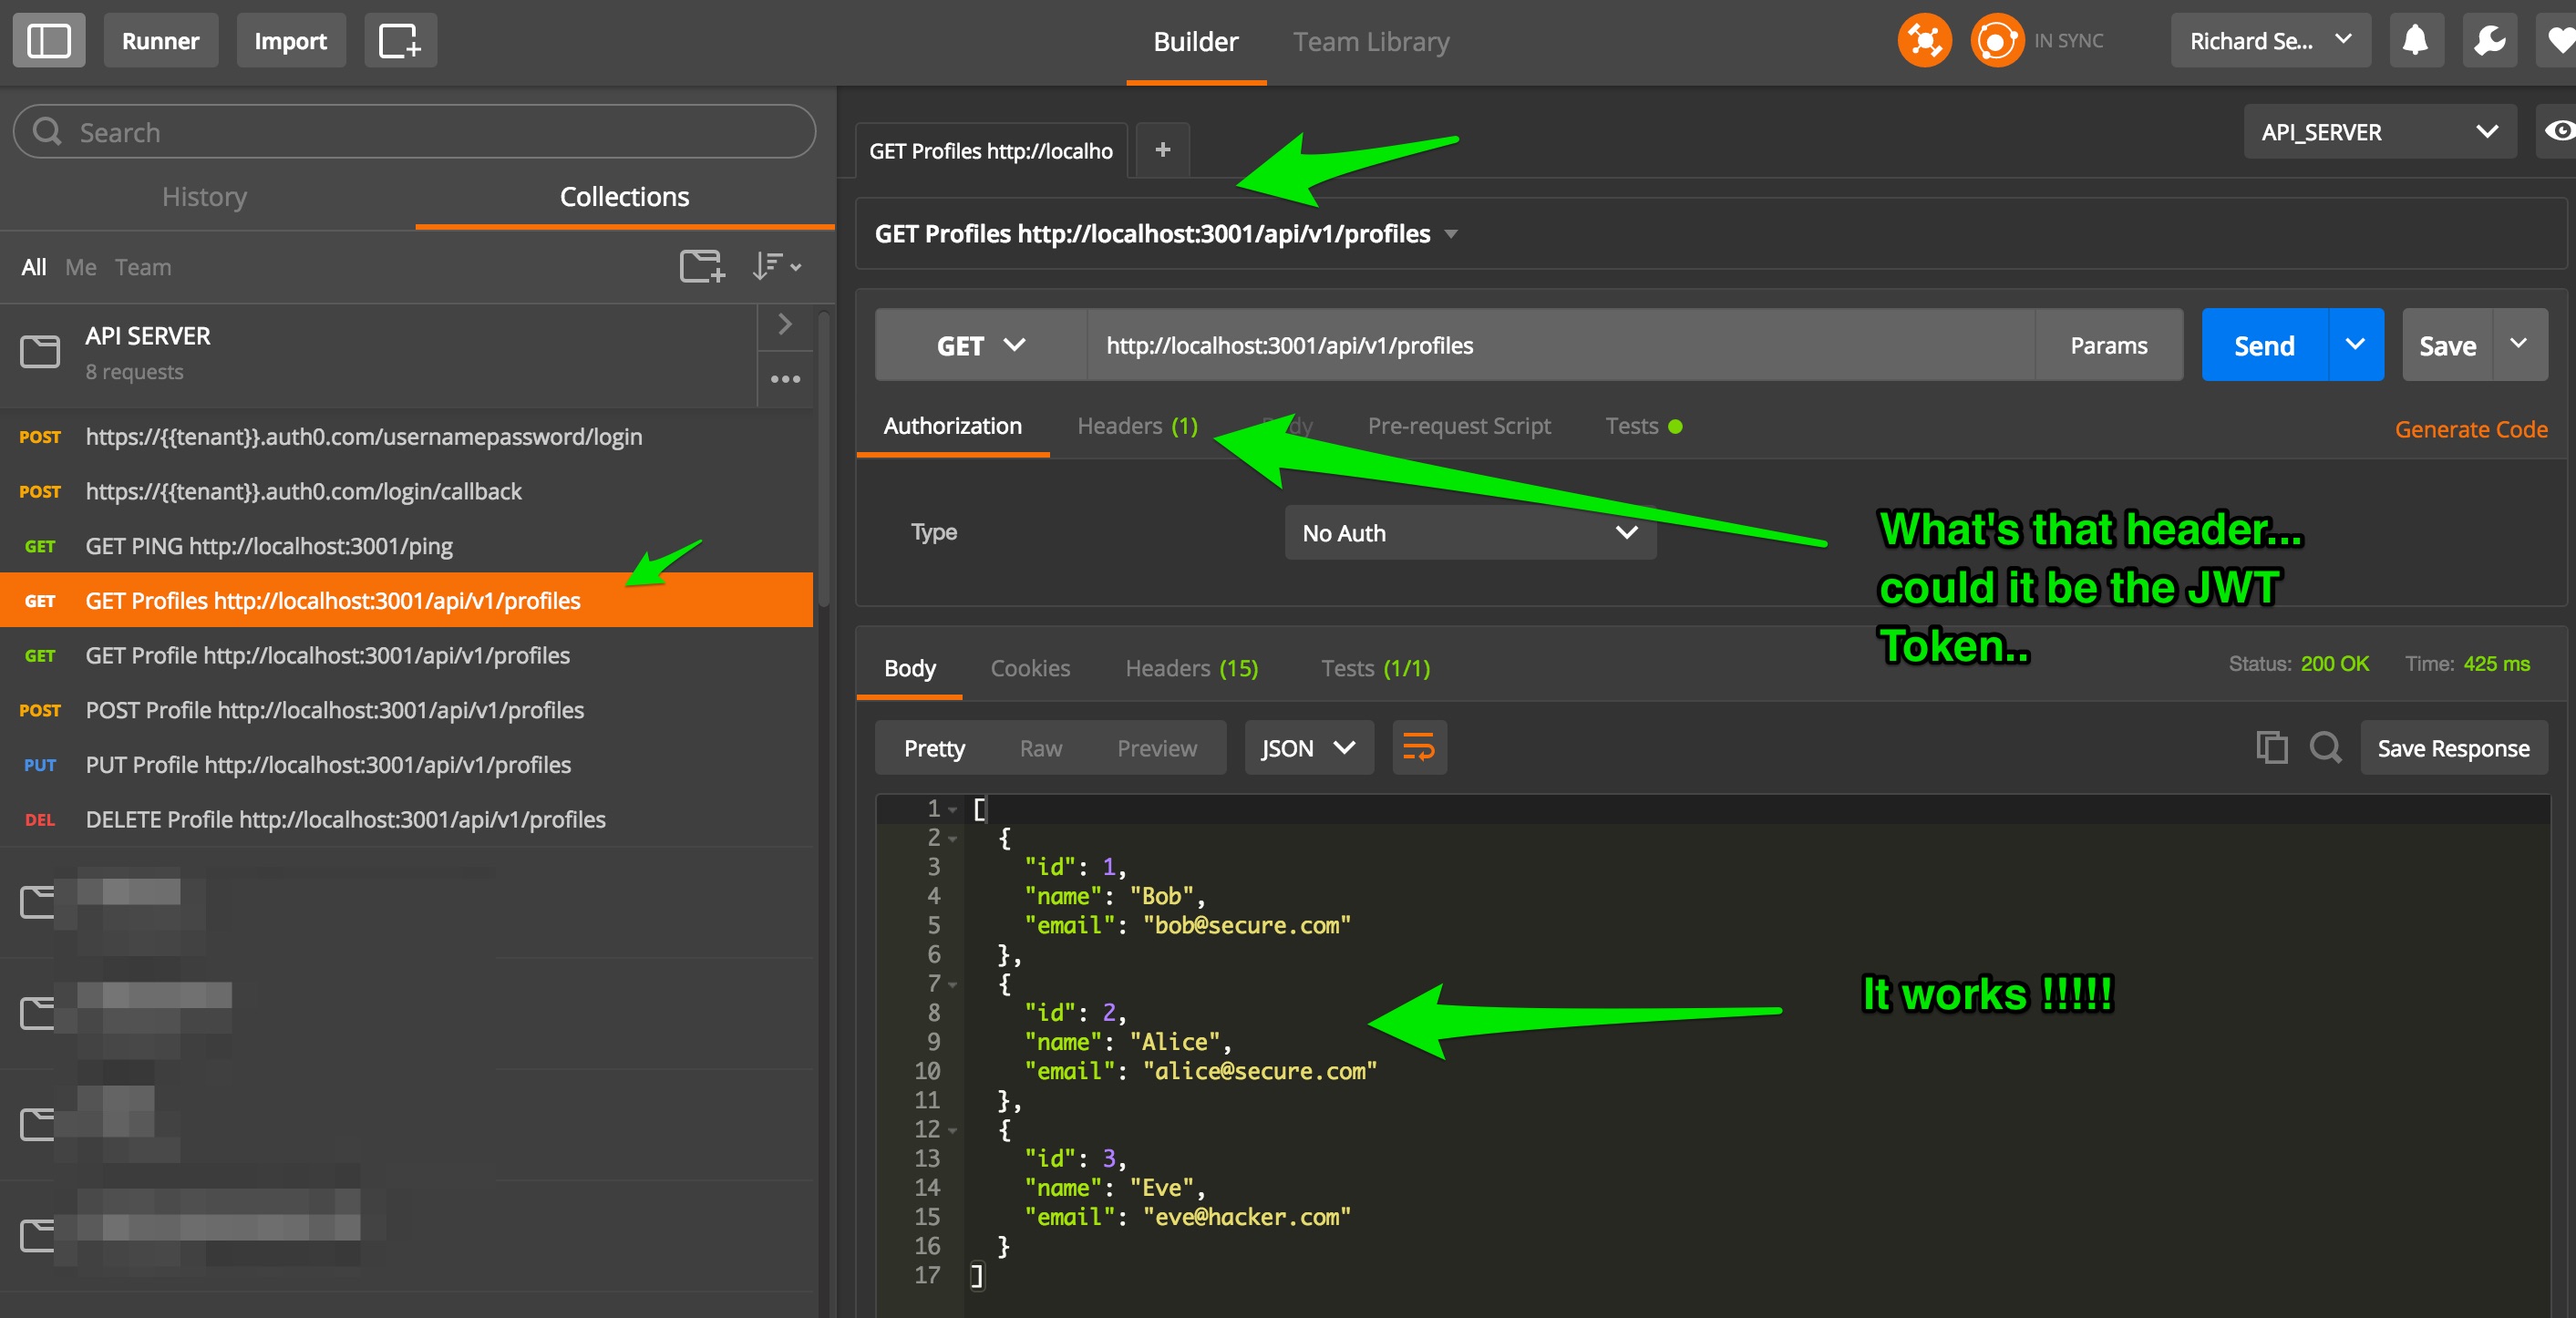 Runner Import Builder Team Library IN SYNC Richard Se...
Search
History Collections
All Me Team
API SERVER
8 requests
POST https://{{tenant}}.auth0.com/usernamepassword/login
POST https://{{tenant}}.auth0.com/login/callback
GET GET PING http://localhost:3001/ping
GET GET Profiles http://localhost:3001/api/v1/profiles
GET GET Profile http://localhost:3001/api/v1/profiles
POST POST Profile http://localhost:3001/api/v1/profiles
PUT PUT Profile http://localhost:3001/api/v1/profiles
DEL DELETE Profile http://localhost:3001/api/v1/profiles
GET Profiles http://localho + API_SERVER
GET Profiles http://localhost:3001/api/v1/profiles
GET http://localhost:3001/api/v1/profiles Params Send Save
Authorization Headers (1) Pre-request Script Tests Generate Code
Type No Auth
What's that header...
could it be the JWT
Token..
Body Cookies Headers (15) Tests (1/1) Status: 200 OK Time: 425 ms
Pretty Raw Preview JSON Save Response
1 [
2 {
3 "id": 1,
4 "name": "Bob",
5 "email": "bob@secure.com"
6 },
7 {
8 "id": 2,
9 "name": "Alice",
10 "email": "alice@secure.com"
11 },
12 {
13 "id": 3,
14 "name": "Eve",
15 "email": "eve@hacker.com"
16 }
17 ]
It works !!!!!